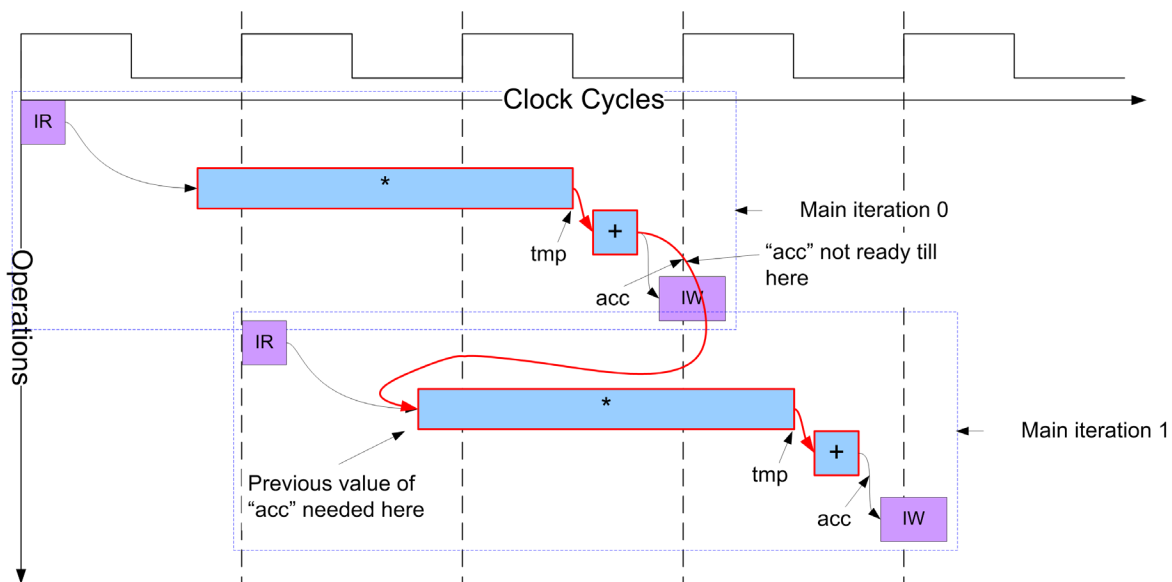 Clock Cycles
IR
*
Main iteration 0
+
tmp
“acc” not ready till
here
acc
IW
Operations
IR
*
Main iteration 1
+
tmp
Previous value of
“acc” needed here
acc
IW